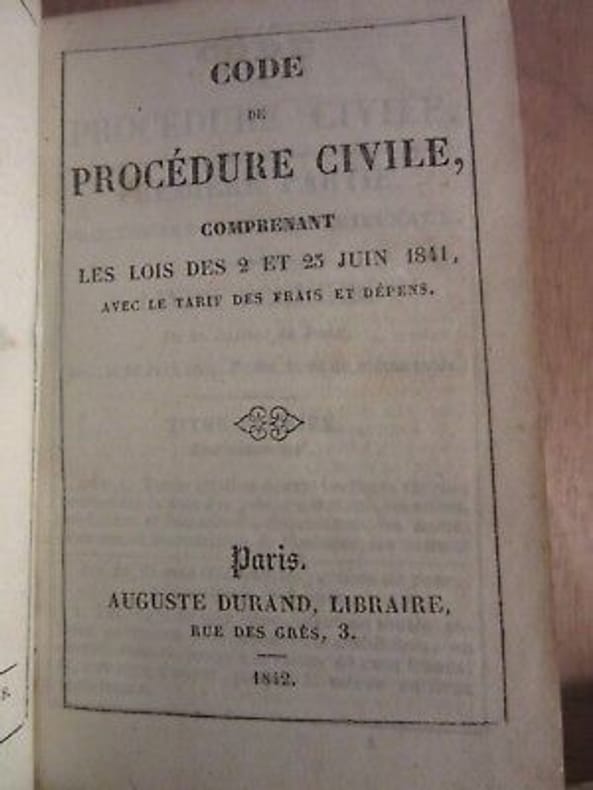 CODE
DE
PROCÉDURE CIVILE,
COMPRENANT
LES LOIS DES 2 ET 25 JUIN 1841,
AVEC LE TARIF DES FRAIS ET DÉPENS.
Paris.
AUGUSTE DURAND, LIBRAIRE,
RUE DES GRÈS, 3.
1842.